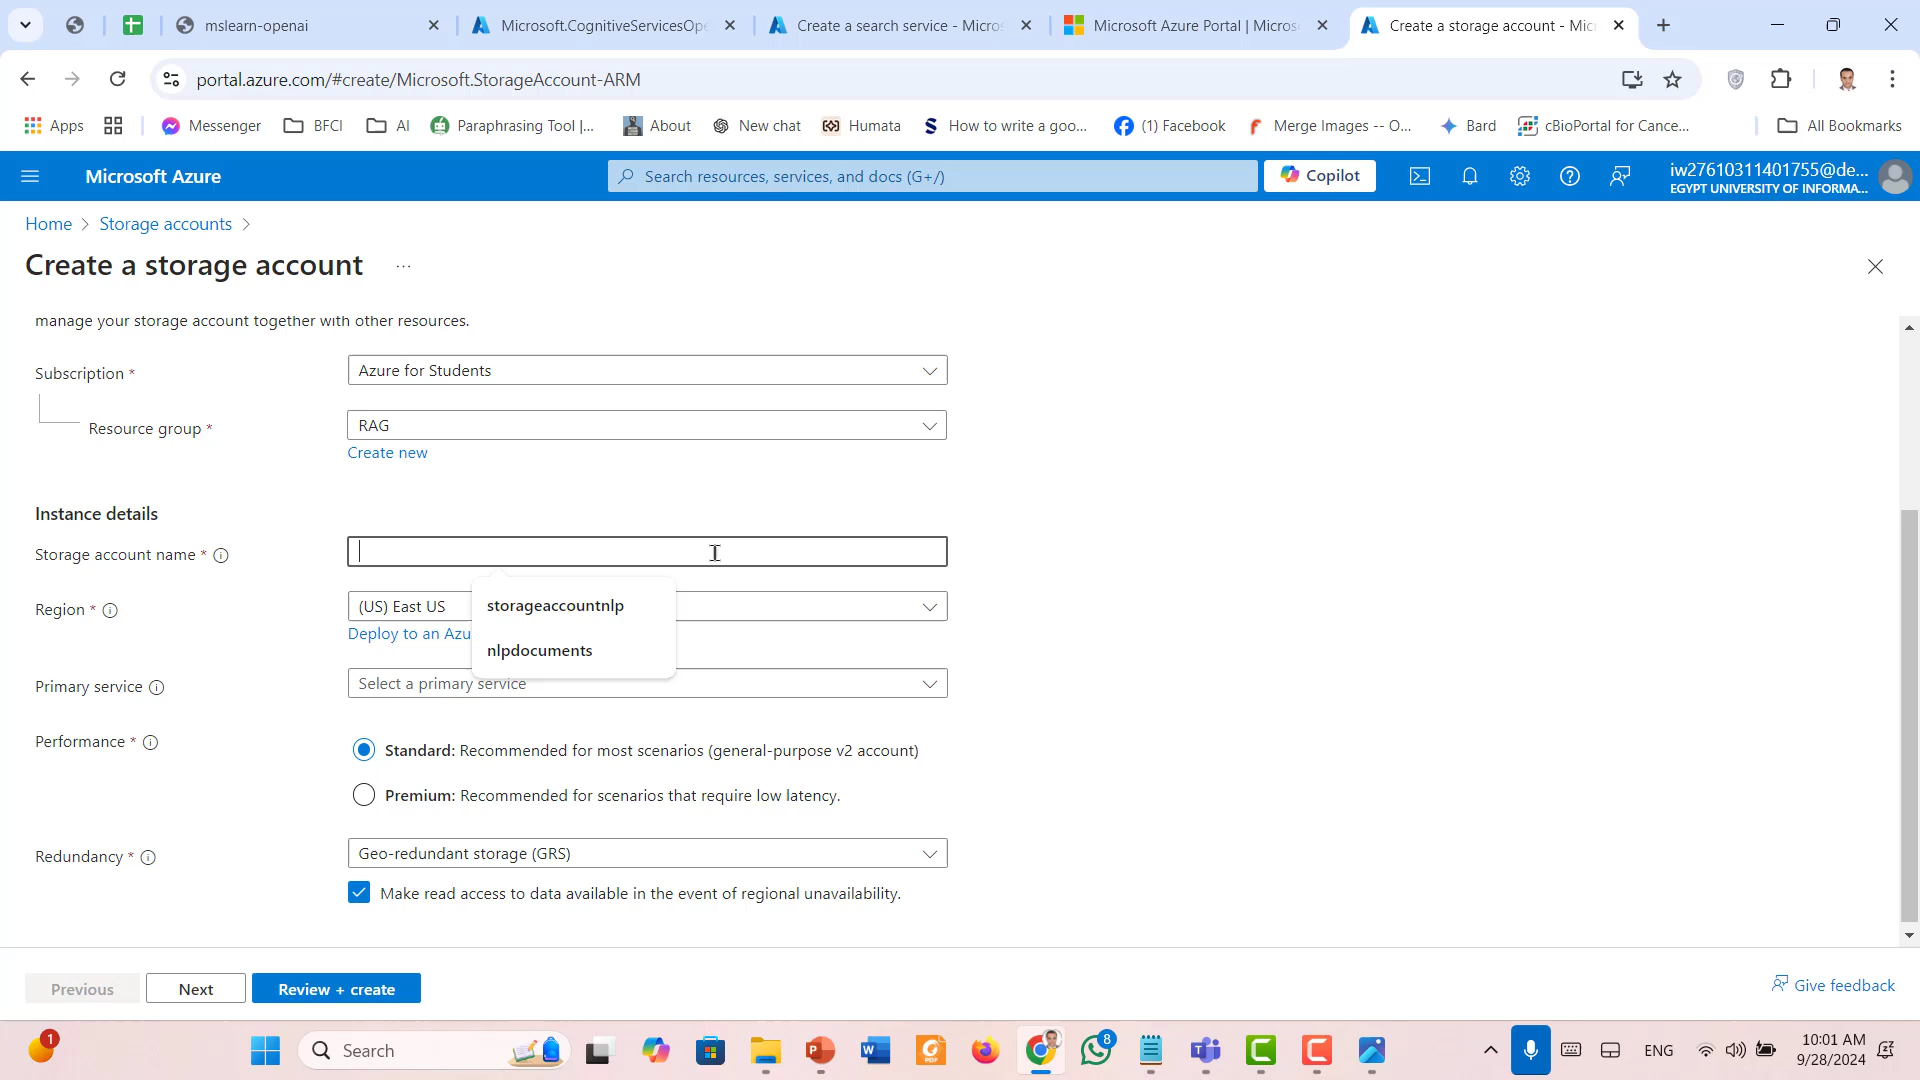 mslearn-openai
Microsoft.CognitiveServicesOpe
Create a search service - Micros
Microsoft Azure Portal | Micros
Create a storage account - Mic
portal.azure.com/#create/Microsoft.StorageAccount-ARM
Apps
Messenger
BFCI
AI
Paraphrasing Tool |-...
About
New chat
Humata
How to write a goo...
(1) Facebook
Merge Images -- O...
Bard
cBioPortal for Cance...
All Bookmarks
Microsoft Azure
Search resources, services, and docs (G+/)
Copilot
iw27610311401755@de...
EGYPT UNIVERSITY OF INFORMA...
Home > Storage accounts >
Create a storage account ...
manage your storage account together with other resources.
Subscription *
Azure for Students
Resource group *
RAG
Create new
Instance details
Storage account name *
storageaccountnlp
nlpdocuments
Region *
(US) East US
Deploy to an Azu
Primary service
Select a primary service
Performance *
Standard: Recommended for most scenarios (general-purpose v2 account)
Premium: Recommended for scenarios that require low latency.
Redundancy *
Geo-redundant storage (GRS)
Make read access to data available in the event of regional unavailability.
Previous
Next
Review + create
Give feedback
1
Search
8
ENG
10:01 AM
9/28/2024